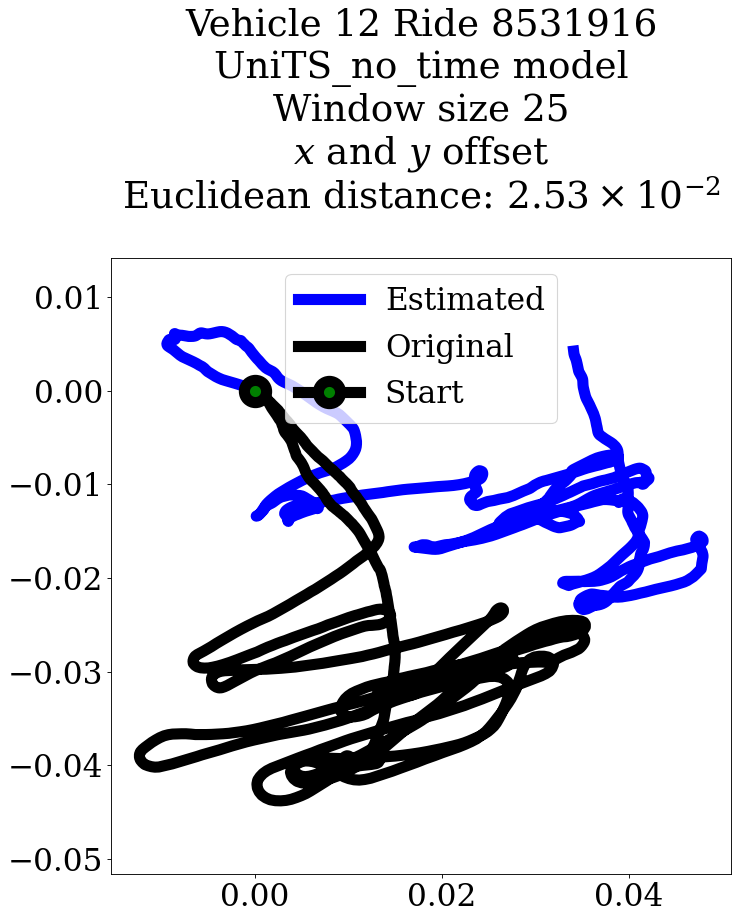 Vehicle 12 Ride 8531916
UniTS_no_time model
Window size 25
x and y offset
Euclidean distance: 2.53 × 10⁻²
Estimated
Original
Start
0.01
0.00
−0.01
−0.02
−0.03
−0.04
−0.05
0.00 0.02 0.04